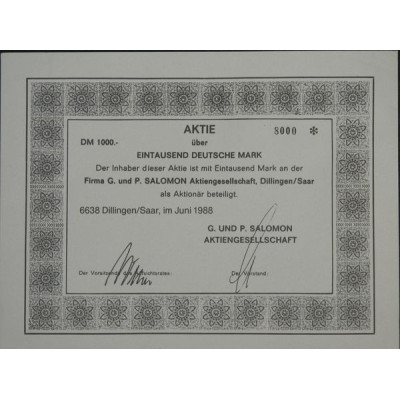 AKTIE 8000 *
DM 1000.- über
EINTAUSEND DEUTSCHE MARK
Der Inhaber dieser Aktie ist mit Eintausend Mark an der
Firma G. und P. SALOMON Aktiengesellschaft, Dillingen/Saar
als Aktionär beteiligt.
6638 Dillingen/Saar, im Juni 1988
G. UND P. SALOMON
AKTIENGESELLSCHAFT
Der Vorsitzende des Aufsichtsrates. Der Vorstand.